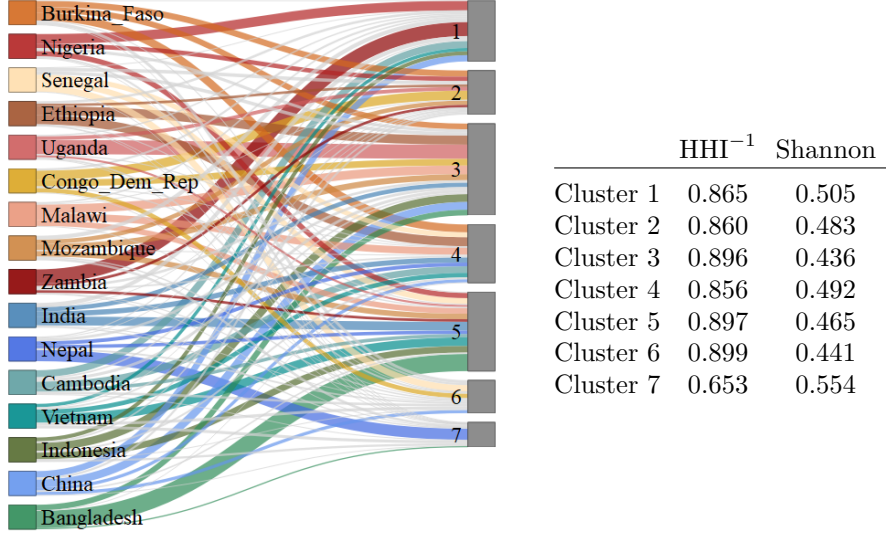 Burkina_Faso
Nigeria
Senegal
Ethiopia
Uganda
Congo_Dem_Rep
Malawi
Mozambique
Zambia
India
Nepal
Cambodia
Vietnam
Indonesia
China
Bangladesh
1
2
3
4
5
6
7
HHI⁻¹ Shannon
Cluster 1 0.865 0.505
Cluster 2 0.860 0.483
Cluster 3 0.896 0.436
Cluster 4 0.856 0.492
Cluster 5 0.897 0.465
Cluster 6 0.899 0.441
Cluster 7 0.653 0.554